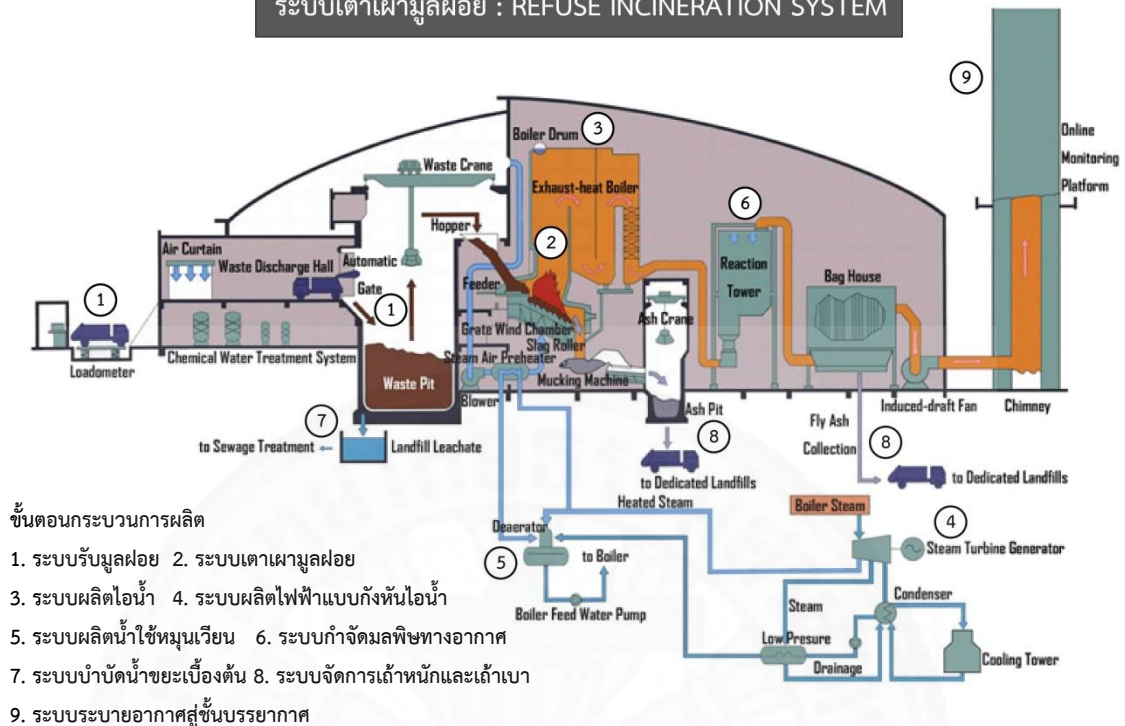 ระบบเตาเผามูลฝอย : REFUSE INCINERATION SYSTEM
9
Online
Monitoring
Platform
Boiler Drum
3
Waste Crane
Exhaust-heat Boiler
6
Hopper
2
Air Curtain
Waste Discharge Hall
Automatic
Gate
Reaction
Tower
Bag House
1
1
Feeder
Ash Crane
Grate Wind Chamber
Slag Roller
Chemical Water Treatment System
Steam Air Preheater
Loadometer
Waste Pit
Mucking Machine
Blower
Ash Pit
Induced-draft Fan
Chimney
7
Fly Ash
Collection
8
8
to Sewage Treatment
Landfill Leachate
to Dedicated Landfills
to Dedicated Landfills
Heated Steam
Boiler Steam
4
Deaerator
Steam Turbine Generator
5
to Boiler
Condenser
Boiler Feed Water Pump
Steam
Low Presure
Drainage
Cooling Tower
ขั้นตอนกระบวนการผลิต
1. ระบบรับมูลฝอย 2. ระบบเตาเผามูลฝอย
3. ระบบผลิตไอน้ำ 4. ระบบผลิตไฟฟ้าแบบกังหันไอน้ำ
5. ระบบผลิตน้ำใช้หมุนเวียน 6. ระบบกำจัดมลพิษทางอากาศ
7. ระบบบำบัดน้ำขยะเบื้องต้น 8. ระบบจัดการเถ้าหนักและเถ้าเบา
9. ระบบระบายอากาศสู่ชั้นบรรยากาศ